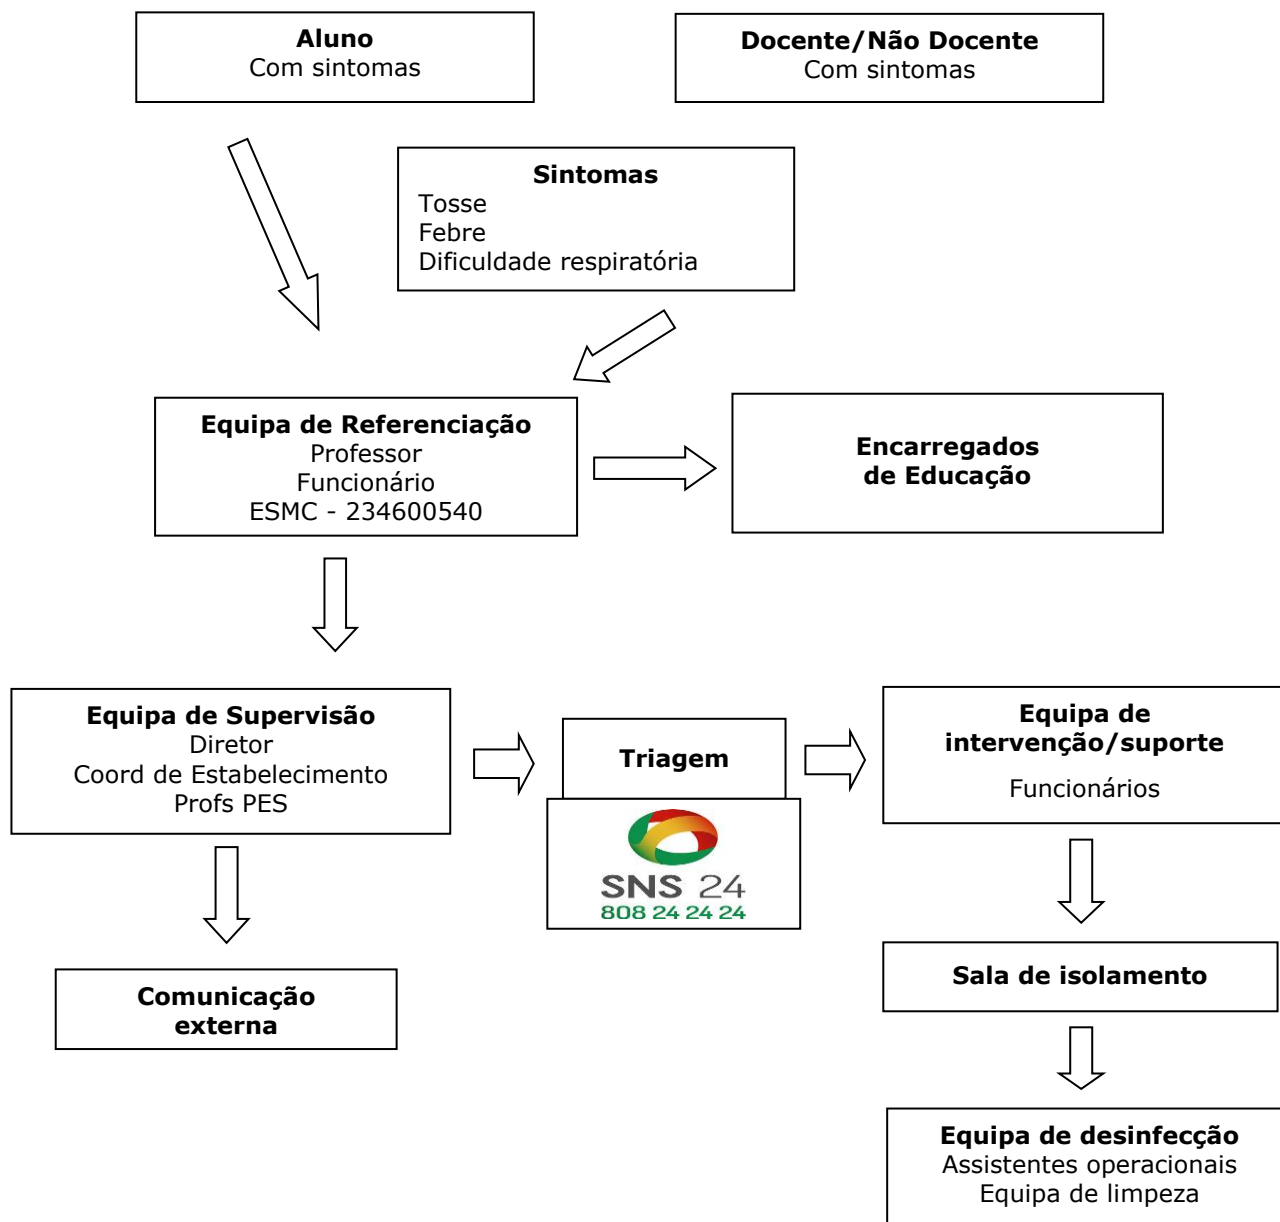 Aluno
Com sintomas
Docente/Não Docente
Com sintomas
Sintomas
Tosse
Febre
Dificuldade respiratória
Equipa de Referenciação
Professor
Funcionário
ESMC - 234600540
Encarregados
de Educação
Equipa de Supervisão
Diretor
Coord de Estabelecimento
Profs PES
Triagem
SNS 24
808 24 24 24
Equipa de
intervenção/suporte
Funcionários
Comunicação
externa
Sala de isolamento
Equipa de desinfecção
Assistentes operacionais
Equipa de limpeza